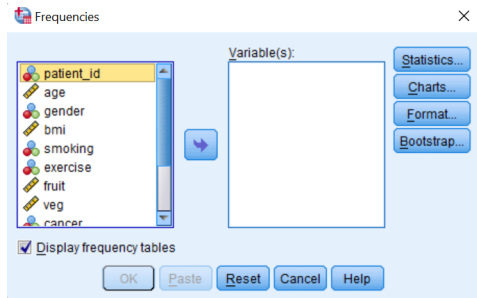 Frequencies
Variable(s):
patient_id
age
gender
bmi
smoking
exercise
fruit
veg
cancer
Statistics...
Charts...
Format...
Bootstrap...
Display frequency tables
OK
Paste
Reset
Cancel
Help